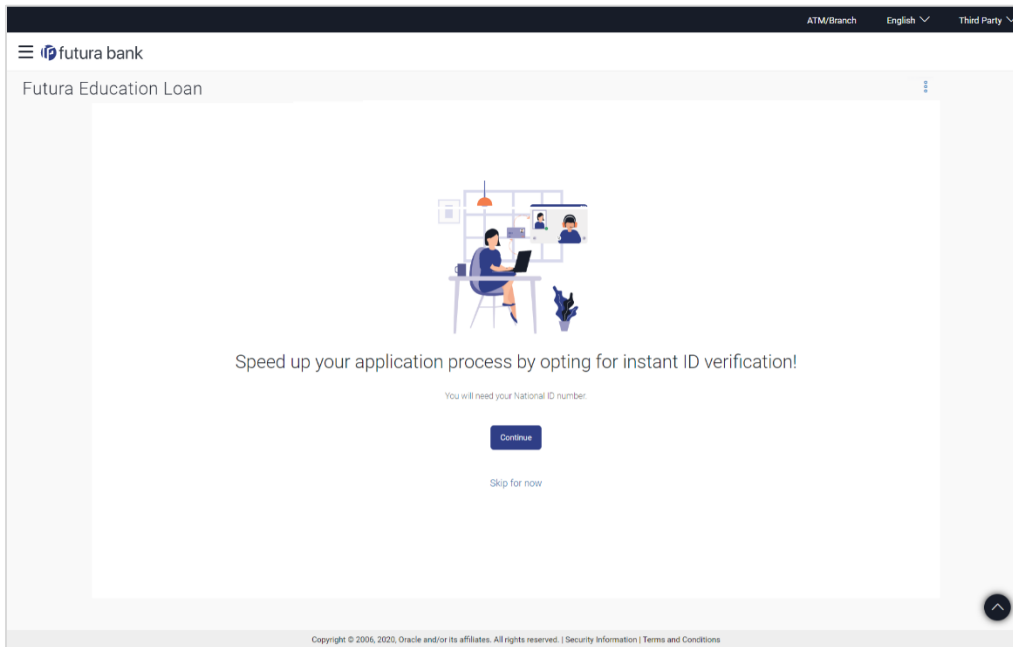 ATM/Branch English Third Party
futura bank
Futura Education Loan
Speed up your application process by opting for instant ID verification!
You will need your National ID number.
Continue
Skip for now
Copyright © 2006, 2020, Oracle and/or its affiliates. All rights reserved. | Security Information | Terms and Conditions